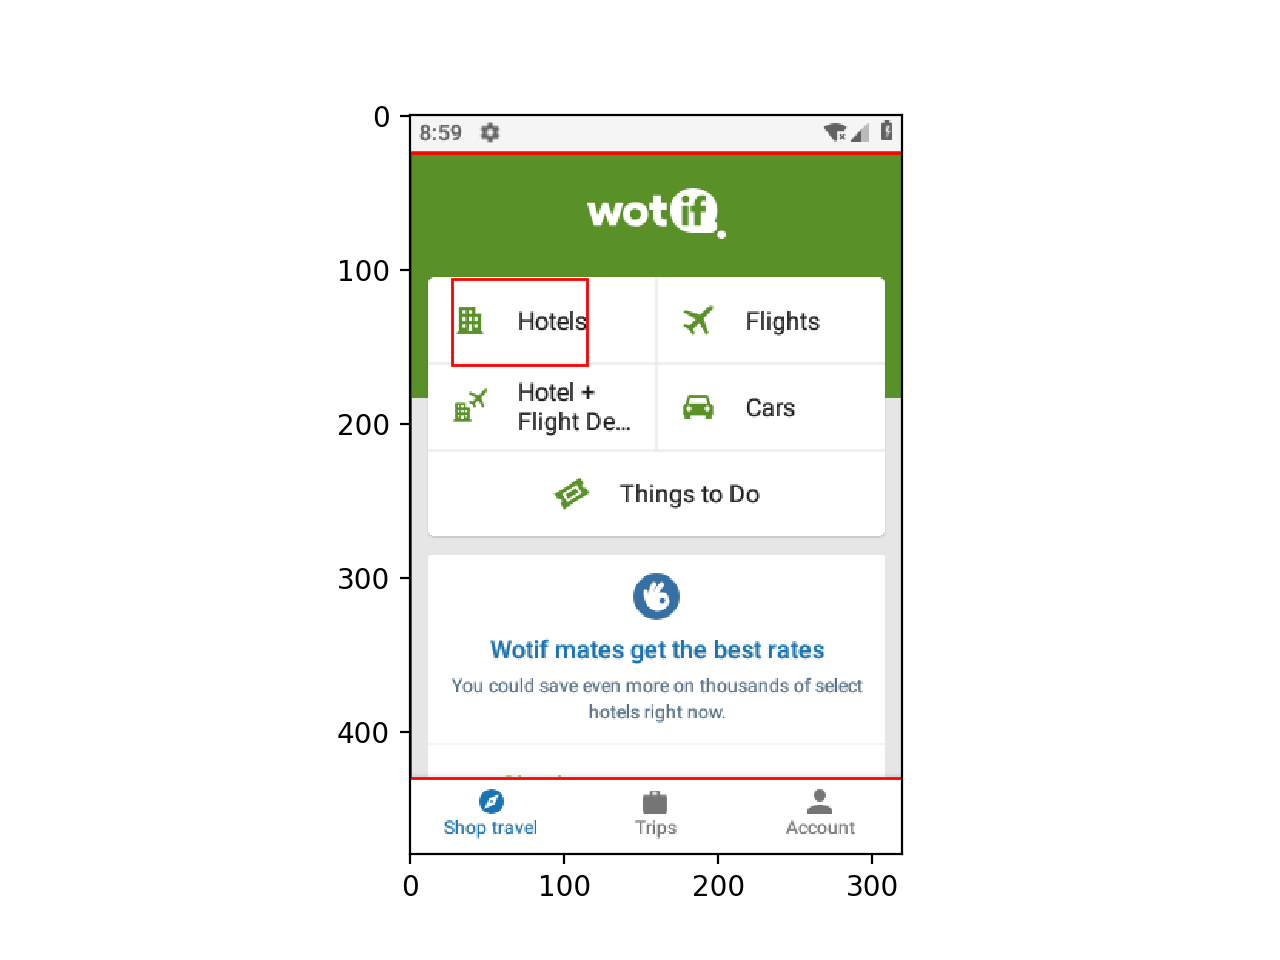 0
8:59
wotif.
100
Hotels
Flights
Hotel +
Flight De...
Cars
200
Things to Do
300
Wotif mates get the best rates
You could save even more on thousands of select
hotels right now.
400
Shop travel
Trips
Account
0
100
200
300